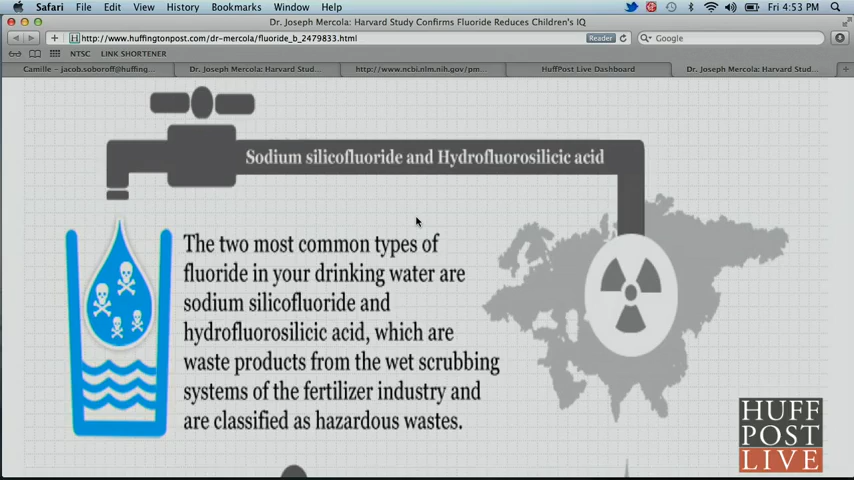 Safari File Edit View History Bookmarks Window Help Fri 4:53 PM
Dr. Joseph Mercola: Harvard Study Confirms Fluoride Reduces Children's IQ
http://www.huffingtonpost.com/dr-mercola/fluoride_b_2479833.html Reader Google
NTSC LINK SHORTENER
Camille – jacob.soboroff@huffing... Dr. Joseph Mercola: Harvard Stud... http://www.ncbi.nlm.nih.gov/pm... HuffPost Live Dashboard Dr. Joseph Mercola: Harvard Stud...
Sodium silicofluoride and Hydrofluorosilicic acid
The two most common types of
fluoride in your drinking water are
sodium silicofluoride and
hydrofluorosilicic acid, which are
waste products from the wet scrubbing
systems of the fertilizer industry and
are classified as hazardous wastes.
HUFF
POST
LIVE